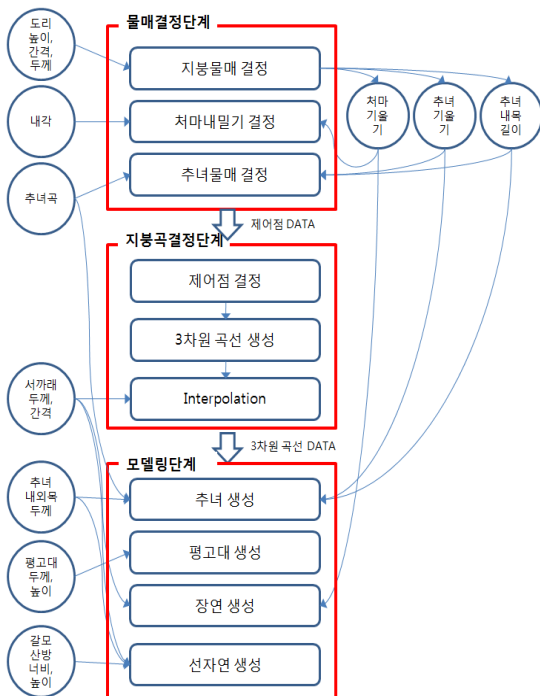 물매결정단계
도리
높이,
간격,
두께
지붕물매 결정
내각
처마내밀기 결정
처마
기울
기
추녀
기울
기
추녀
내목
길이
추녀곡
추녀물매 결정
제어점 DATA
지붕곡결정단계
제어점 결정
3차원 곡선 생성
서까래
두께,
간격
Interpolation
3차원 곡선 DATA
모델링단계
추녀
내외목
두께
추녀 생성
평고대
두께,
높이
평고대 생성
장연 생성
갈모
산방
너비,
높이
선자연 생성